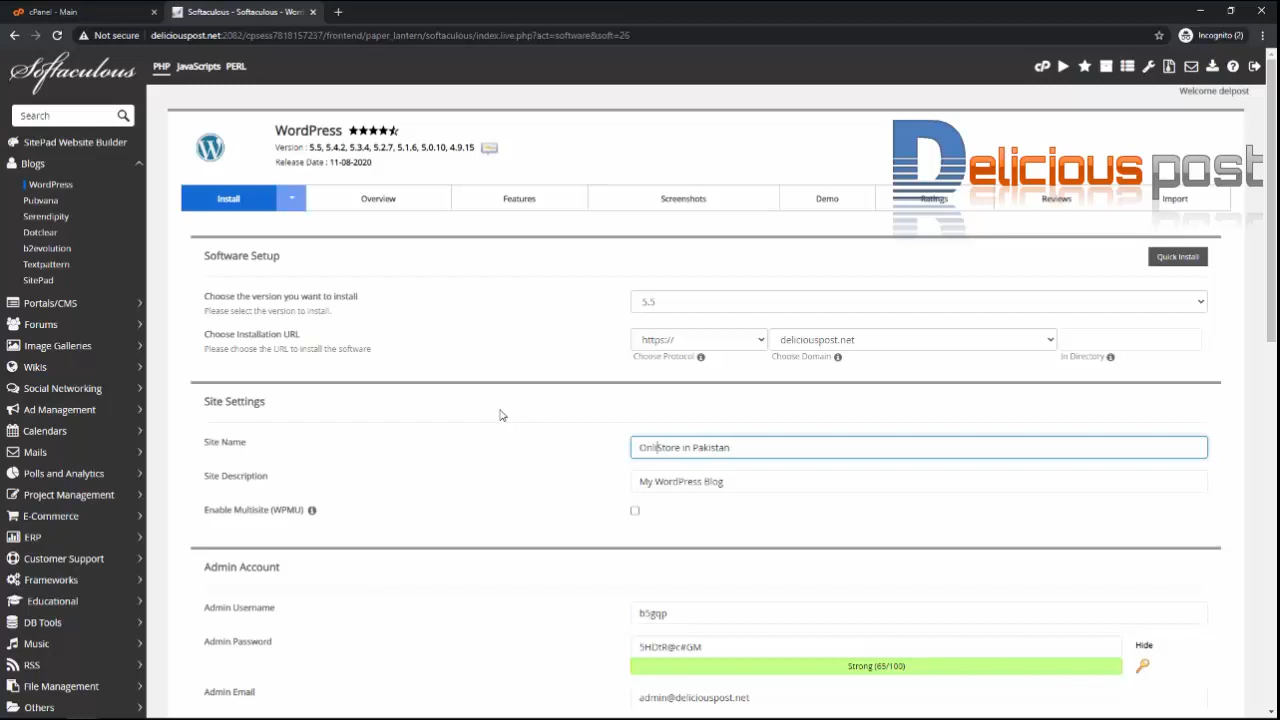 cPanel - Main
Softaculous - Softaculous - Wor
Not secure
deliciouspost.net:2082/cpsess7818157237/frontend/paper_lantern/softaculous/index.live.php?act=software&soft=26
Incognito (2)
Softaculous
PHP JavaScripts PERL
Welcome delpost
Search
SitePad Website Builder
Blogs
WordPress
Putwana
Serendipity
Dotclear
b2evolution
Textpattern
SitePad
Portals/CMS
Forums
Image Galleries
Wikis
Social Networking
Ad Management
Calendars
Mails
Polls and Analytics
Project Management
E-Commerce
ERP
Customer Support
Frameworks
Educational
DB Tools
Music
RSS
File Management
Others
WordPress
Version : 5.5, 5.4.2, 5.3.4, 5.2.7, 5.1.6, 5.0.10, 4.9.15
Release Date : 11-08-2020
Delicious post
Install
Overview
Features
Screenshots
Demo
Ratings
Reviews
Import
Software Setup
Quick Install
Choose the version you want to install
Please select the version to install.
5.5
Choose Installation URL
Please choose the URL to install the software
https://
deliciouspost.net
Choose Protocol
Choose Domain
In Directory
Site Settings
Site Name
OnliStore in Pakistan
Site Description
My WordPress Blog
Enable Multisite (WPMU)
Admin Account
Admin Username
b5gqp
Admin Password
5HDtR@c#GM
Hide
Strong (65/100)
Admin Email
admin@deliciouspost.net